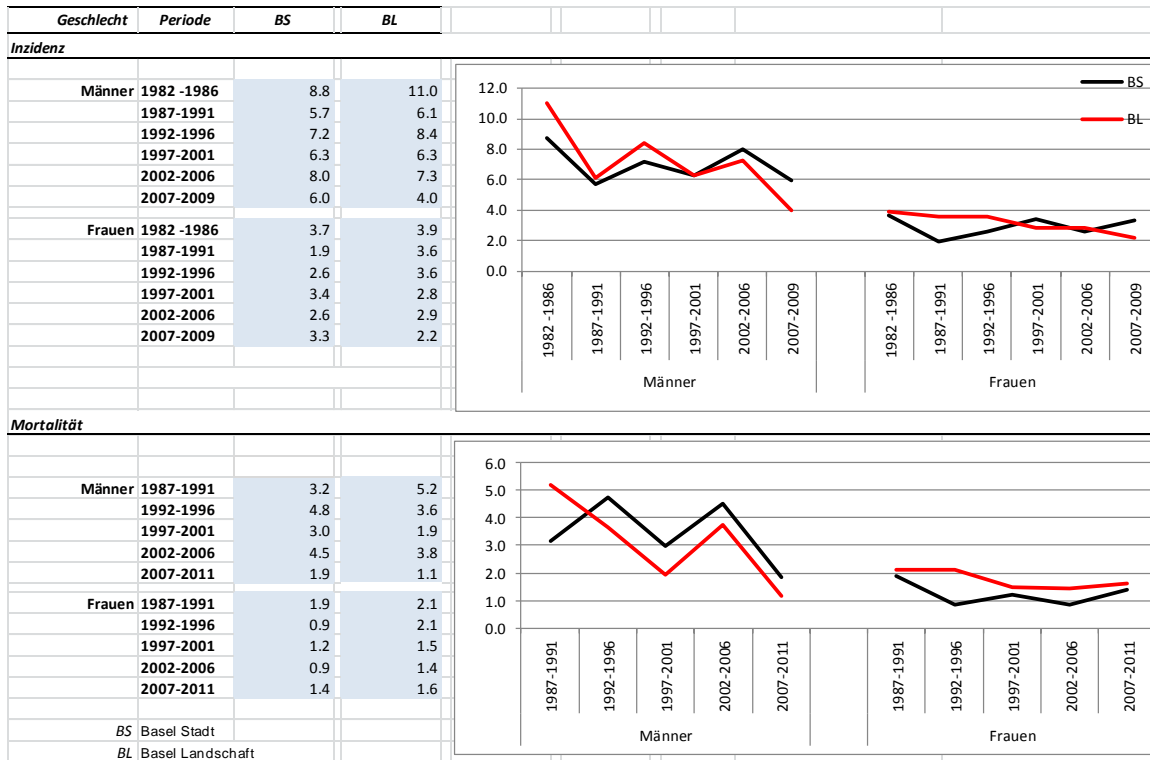 Geschlecht Periode BS BL
Inzidenz
Männer 1982 -1986 8.8 11.0
1987-1991 5.7 6.1
1992-1996 7.2 8.4
1997-2001 6.3 6.3
2002-2006 8.0 7.3
2007-2009 6.0 4.0
Frauen 1982 -1986 3.7 3.9
1987-1991 1.9 3.6
1992-1996 2.6 3.6
1997-2001 3.4 2.8
2002-2006 2.6 2.9
2007-2009 3.3 2.2
BS
BL
12.0
10.0
8.0
6.0
4.0
2.0
0.0
1982 -1986 1987-1991 1992-1996 1997-2001 2002-2006 2007-2009 1982 -1986 1987-1991 1992-1996 1997-2001 2002-2006 2007-2009
Männer Frauen
Mortalität
Männer 1987-1991 3.2 5.2
1992-1996 4.8 3.6
1997-2001 3.0 1.9
2002-2006 4.5 3.8
2007-2011 1.9 1.1
Frauen 1987-1991 1.9 2.1
1992-1996 0.9 2.1
1997-2001 1.2 1.5
2002-2006 0.9 1.4
2007-2011 1.4 1.6
BS Basel Stadt
BL Basel Landschaft
6.0
5.0
4.0
3.0
2.0
1.0
0.0
1987-1991 1992-1996 1997-2001 2002-2006 2007-2011 1987-1991 1992-1996 1997-2001 2002-2006 2007-2011
Männer Frauen